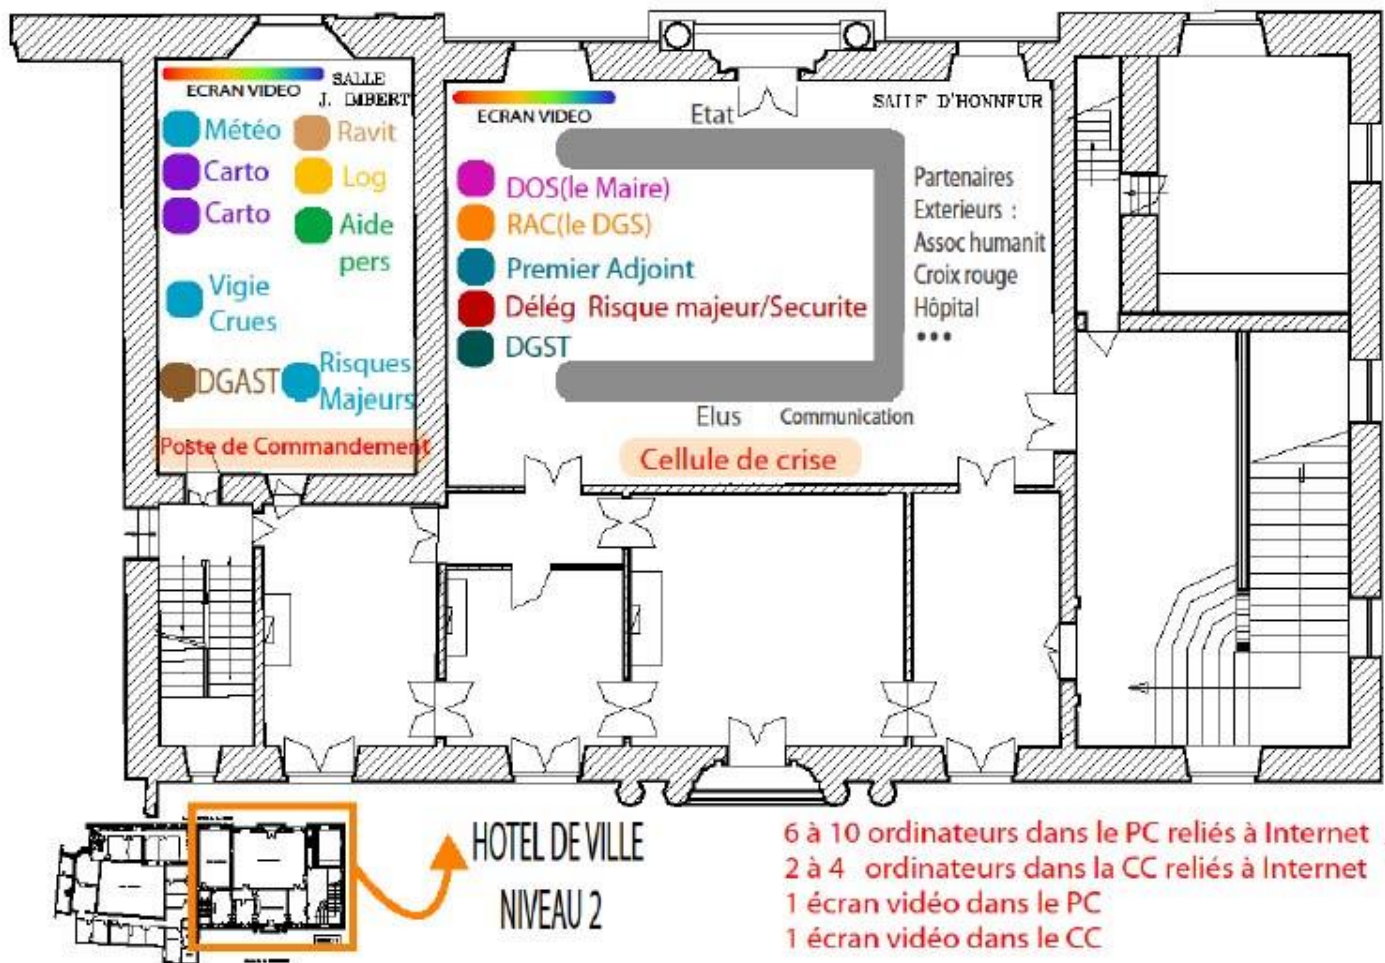 ECRAN VIDEO
SALLE
J. IMBERT
Météo
Ravit
Carto
Log
Carto
Aide
pers
Vigie
Crues
DGAST
Risques
Majeurs
Poste de Commandement
ECRAN VIDEO
Etat
SALLE D'HONNEUR
DOS(le Maire)
RAC(le DGS)
Premier Adjoint
Délég Risque majeur/Securite
DGST
Partenaires
Exterieurs :
Assoc humanit
Croix rouge
Hôpital
•••
Elus
Communication
Cellule de crise
HOTEL DE VILLE
NIVEAU 2
6 à 10 ordinateurs dans le PC reliés à Internet
2 à 4 ordinateurs dans la CC reliés à Internet
1 écran vidéo dans le PC
1 écran vidéo dans le CC